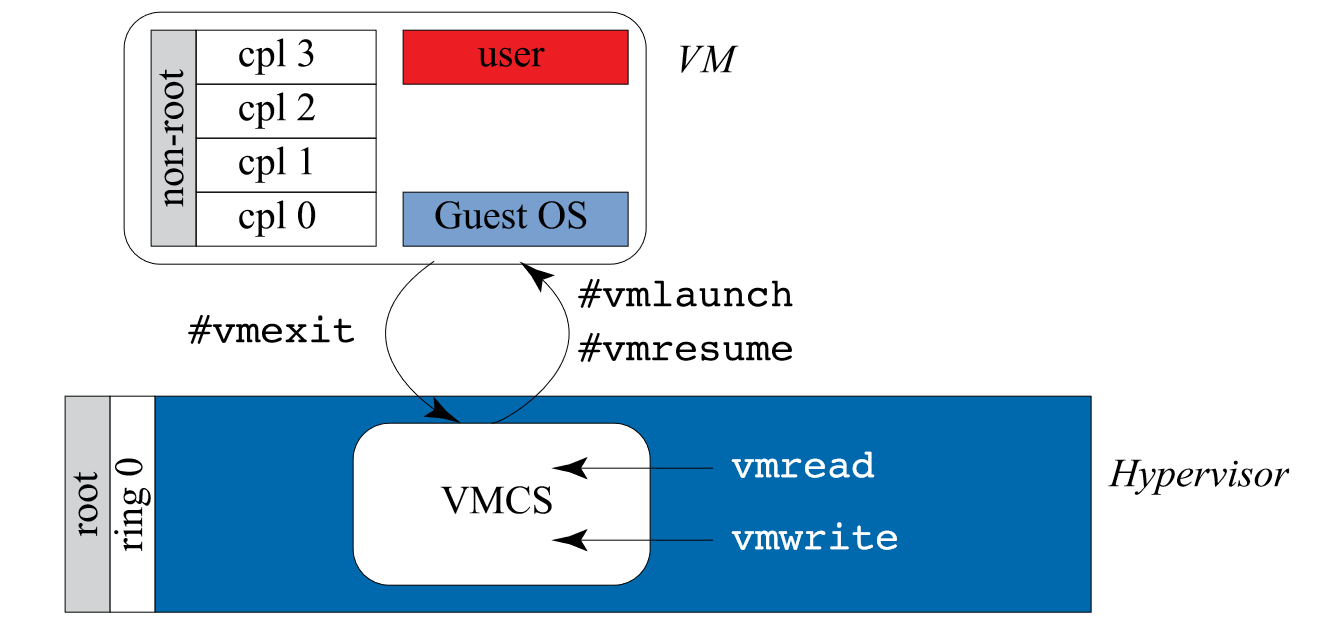 non-root
cpl 3
cpl 2
cpl 1
cpl 0
user
Guest OS
VM
#vmexit
#vmlaunch
#vmresume
root
ring 0
VMCS
vmread
vmwrite
Hypervisor